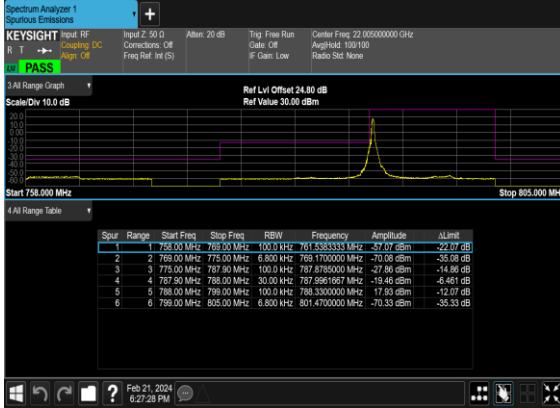 Spectrum Analyzer 1
Spurious Emissions
+
KEYSIGHT Input: RF Input Z: 50 Ω Atten: 20 dB Trig: Free Run Center Freq: 22.005000000 GHz
R T Coupling: DC Corrections: Off Gate: Off Avg|Hold: 100/100
Align: Off Freq Ref: Int (S) IF Gain: Low Radio Std: None
PASS
3 All Range Graph
Ref Lvl Offset 24.80 dB
Scale/Div 10.0 dB Ref Value 30.00 dBm
20.0
10.0
0.00
-10.0
-20.0
-30.0
-40.0
-50.0
-60.0
Start 758.000 MHz Stop 805.000 MH
4 All Range Table
Spur Range Start Freq Stop Freq RBW Frequency Amplitude ΔLimit
1 1 758.00 MHz 769.00 MHz 100.0 kHz 761.5383333 MHz -57.07 dBm -22.07 dB
2 2 769.00 MHz 775.00 MHz 6.800 kHz 769.1700000 MHz -70.08 dBm -35.08 dB
3 3 775.00 MHz 787.90 MHz 100.0 kHz 787.8785000 MHz -27.86 dBm -14.86 dB
4 4 787.90 MHz 788.00 MHz 30.00 kHz 787.9961667 MHz -19.46 dBm -6.461 dB
5 5 788.00 MHz 799.00 MHz 100.0 kHz 788.3300000 MHz 17.93 dBm -12.07 dB
6 6 799.00 MHz 805.00 MHz 6.800 kHz 801.4700000 MHz -70.33 dBm -35.33 dB
? Feb 21, 2024
6:27:28 PM